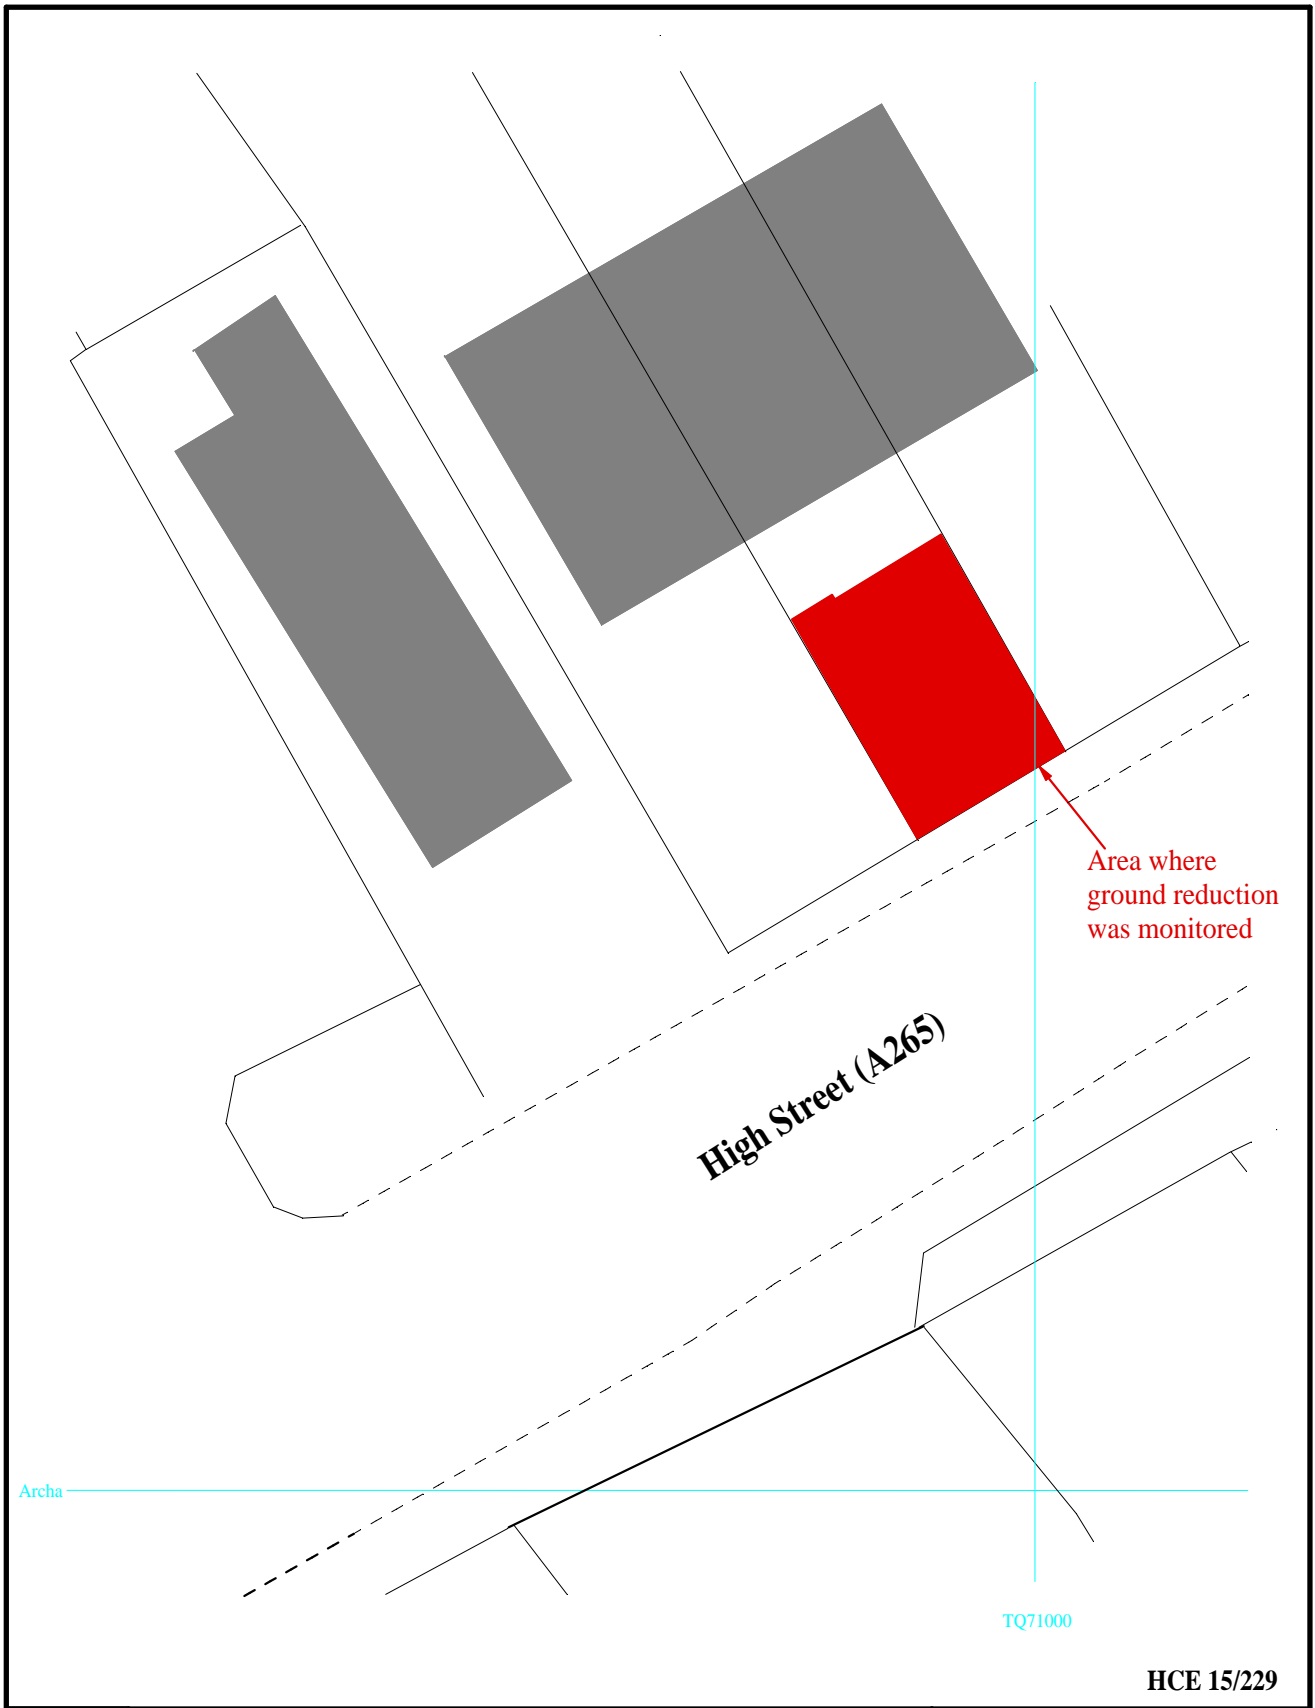 Area where
ground reduction
was monitored
High Street (A265)
Archa
TQ71000
HCE 15/229